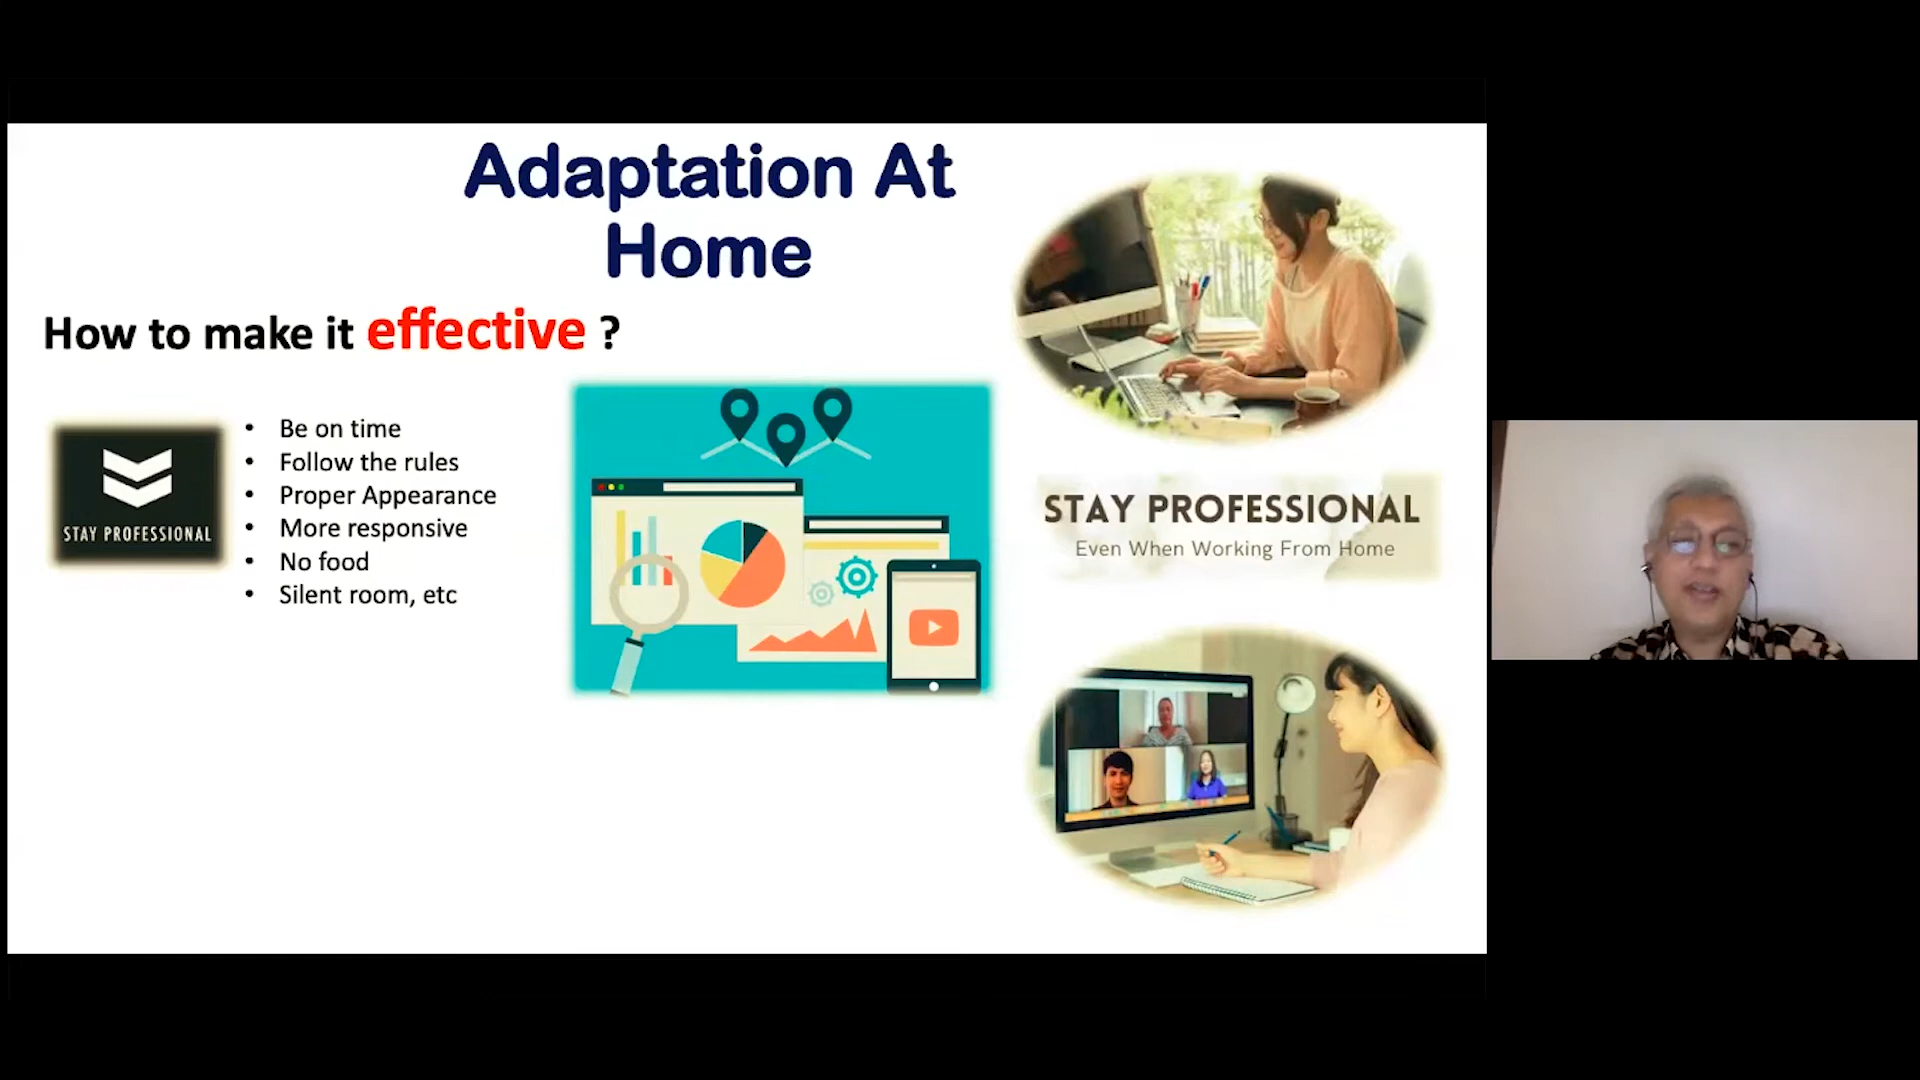 Adaptation At
Home
How to make it effective ?
STAY PROFESSIONAL
• Be on time
• Follow the rules
• Proper Appearance
• More responsive
• No food
• Silent room, etc
STAY PROFESSIONAL
Even When Working From Home